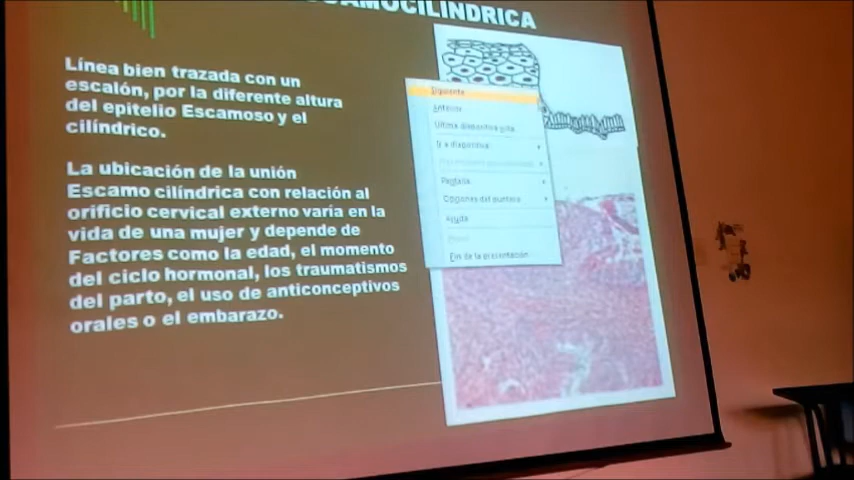 CAMOCILINDRICA
Línea bien trazada con un
escalón, por la diferente altura
del epitelio Escamoso y el
cilíndrico.
La ubicación de la unión
Escamo cilíndrica con relación al
orificio cervical externo varia en la
vida de una mujer y depende de
Factores como la edad, el momento
del ciclo hormonal, los traumatismos
del parto, el uso de anticonceptivos
orales o el embarazo.
Siguiente
Anterior
Última diapositiva vista
Ir a diapositiva
Pantalla
Opciones del puntero
Ayuda
Fin de la presentación